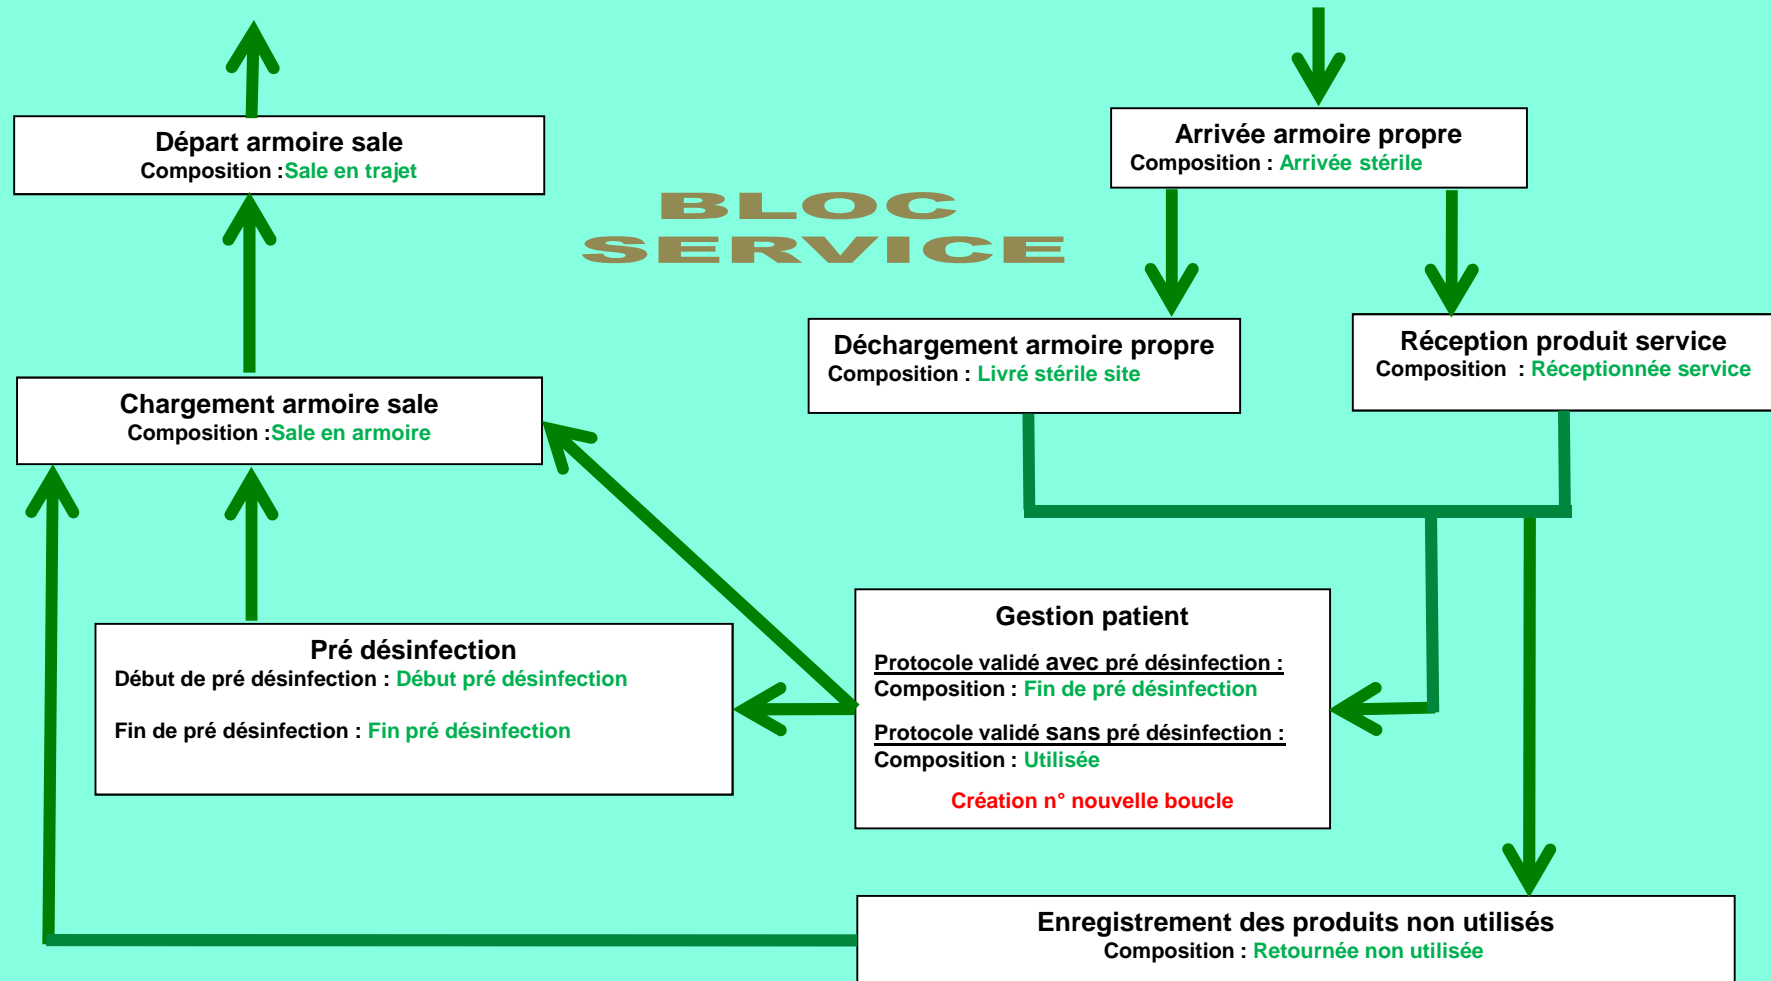 Départ armoire sale
Composition :Sale en trajet
Arrivée armoire propre
Composition : Arrivée stérile
BLOC
SERVICE
Déchargement armoire propre
Composition : Livré stérile site
Réception produit service
Composition : Réceptionnée service
Chargement armoire sale
Composition :Sale en armoire
Pré désinfection
Début de pré désinfection : Début pré désinfection
Fin de pré désinfection : Fin pré désinfection
Gestion patient
Protocole validé avec pré désinfection :
Composition : Fin de pré désinfection
Protocole validé sans pré désinfection :
Composition : Utilisée
Création n° nouvelle boucle
Enregistrement des produits non utilisés
Composition : Retournée non utilisée